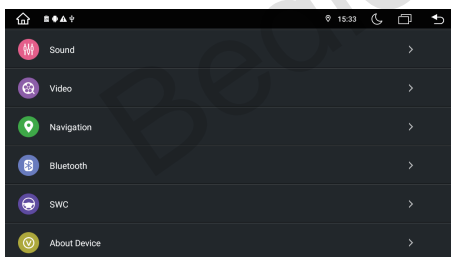 15:33
Sound
Video
Navigation
Bluetooth
SWC
About Device